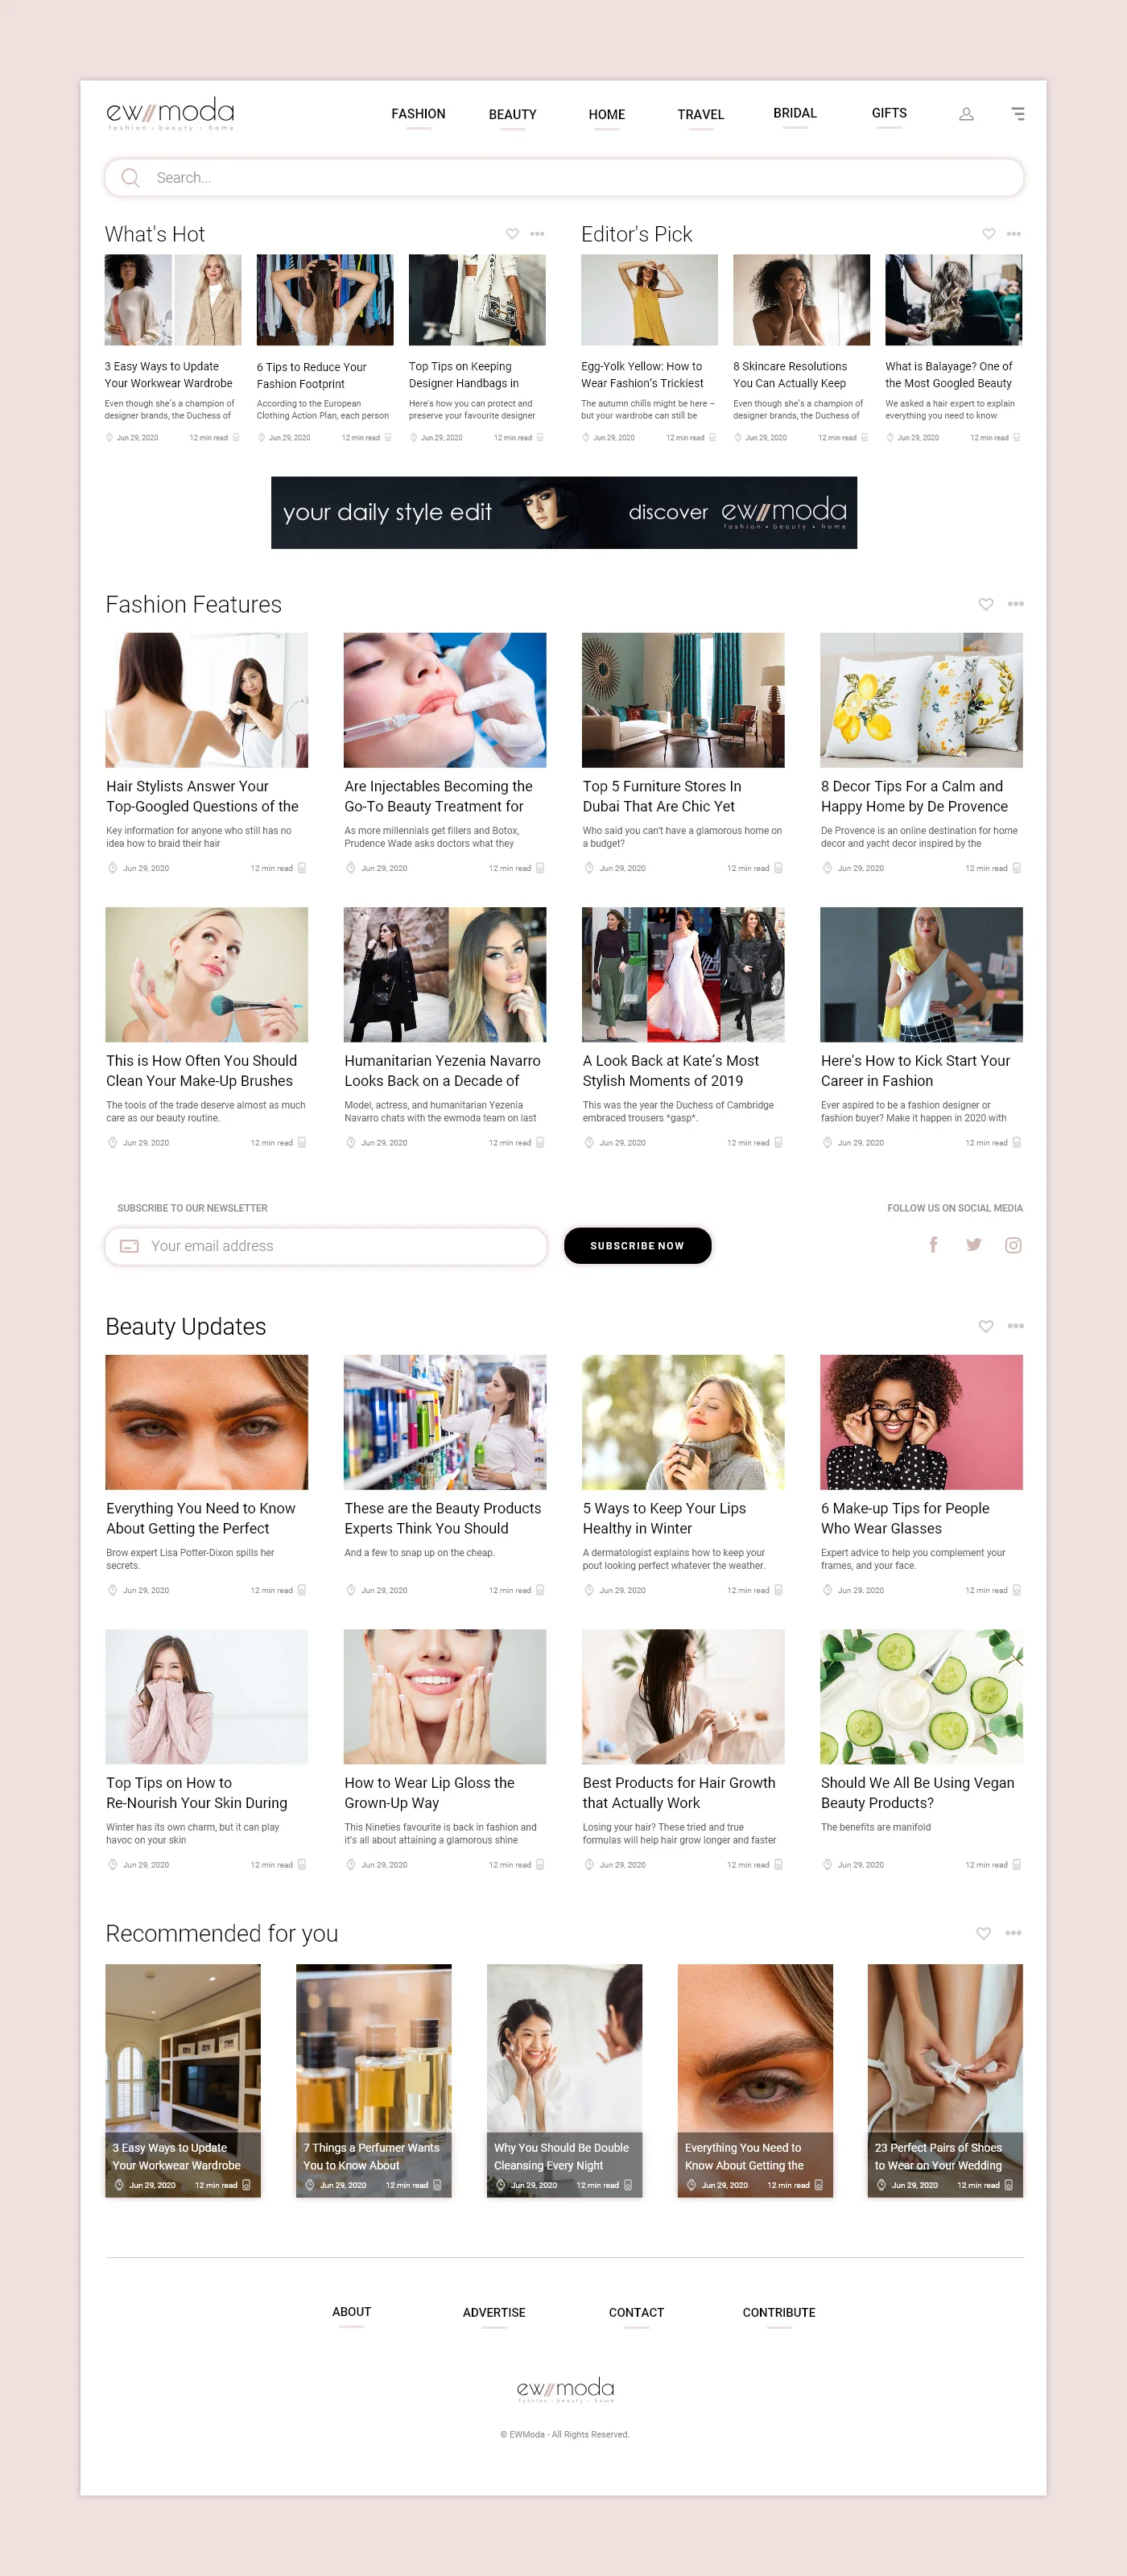 ew//moda
fashion • beauty • home
FASHION
BEAUTY
HOME
TRAVEL
BRIDAL
GIFTS
Search...
What's Hot
3 Easy Ways to Update
Your Workwear Wardrobe
Even though she's a champion of
designer brands, the Duchess of
Jun 29, 2020
12 min read
6 Tips to Reduce Your
Fashion Footprint
According to the European
Clothing Action Plan, each person
Jun 29, 2020
12 min read
Top Tips on Keeping
Designer Handbags in
Here's how you can protect and
preserve your favourite designer
Jun 29, 2020
12 min read
Editor's Pick
Egg-Yolk Yellow: How to
Wear Fashion's Trickiest
The autumn chills might be here –
but your wardrobe can still be
Jun 29, 2020
12 min read
8 Skincare Resolutions
You Can Actually Keep
Even though she's a champion of
designer brands, the Duchess of
Jun 29, 2020
12 min read
What is Balayage? One of
the Most Googled Beauty
We asked a hair expert to explain
everything you need to know
Jun 29, 2020
12 min read
your daily style edit
discover
ew//moda
fashion • beauty • home
Fashion Features
Hair Stylists Answer Your
Top-Googled Questions of the
Key information for anyone who still has no
idea how to braid their hair
Jun 29, 2020
12 min read
Are Injectables Becoming the
Go-To Beauty Treatment for
As more millennials get fillers and Botox,
Prudence Wade asks doctors what they
Jun 29, 2020
12 min read
Top 5 Furniture Stores In
Dubai That Are Chic Yet
Who said you can't have a glamorous home on
a budget?
Jun 29, 2020
12 min read
8 Decor Tips For a Calm and
Happy Home by De Provence
De Provence is an online destination for home
decor and yacht decor inspired by the
Jun 29, 2020
12 min read
This is How Often You Should
Clean Your Make-Up Brushes
The tools of the trade deserve almost as much
care as our beauty routine.
Jun 29, 2020
12 min read
Humanitarian Yezenia Navarro
Looks Back on a Decade of
Model, actress, and humanitarian Yezenia
Navarro chats with the ewmoda team on last
Jun 29, 2020
12 min read
A Look Back at Kate's Most
Stylish Moments of 2019
This was the year the Duchess of Cambridge
embraced trousers *gasp*.
Jun 29, 2020
12 min read
Here's How to Kick Start Your
Career in Fashion
Ever aspired to be a fashion designer or
fashion buyer? Make it happen in 2020 with
Jun 29, 2020
12 min read
SUBSCRIBE TO OUR NEWSLETTER
Your email address
SUBSCRIBE NOW
FOLLOW US ON SOCIAL MEDIA
Beauty Updates
Everything You Need to Know
About Getting the Perfect
Brow expert Lisa Potter-Dixon spills her
secrets.
Jun 29, 2020
12 min read
These are the Beauty Products
Experts Think You Should
And a few to snap up on the cheap.
Jun 29, 2020
12 min read
5 Ways to Keep Your Lips
Healthy in Winter
A dermatologist explains how to keep your
pout looking perfect whatever the weather.
Jun 29, 2020
12 min read
6 Make-up Tips for People
Who Wear Glasses
Expert advice to help you complement your
frames, and your face.
Jun 29, 2020
12 min read
Top Tips on How to
Re-Nourish Your Skin During
Winter has its own charm, but it can play
havoc on your skin
Jun 29, 2020
12 min read
How to Wear Lip Gloss the
Grown-Up Way
This Nineties favourite is back in fashion and
it's all about attaining a glamorous shine
Jun 29, 2020
12 min read
Best Products for Hair Growth
that Actually Work
Losing your hair? These tried and true
formulas will help hair grow longer and faster
Jun 29, 2020
12 min read
Should We All Be Using Vegan
Beauty Products?
The benefits are manifold
Jun 29, 2020
12 min read
Recommended for you
3 Easy Ways to Update
Your Workwear Wardrobe
Jun 29, 2020
12 min read
7 Things a Perfumer Wants
You to Know About
Jun 29, 2020
12 min read
Why You Should Be Double
Cleansing Every Night
Jun 29, 2020
12 min read
Everything You Need to
Know About Getting the
Jun 29, 2020
12 min read
23 Perfect Pairs of Shoes
to Wear on Your Wedding
Jun 29, 2020
12 min read
ABOUT
ADVERTISE
CONTACT
CONTRIBUTE
ew//moda
fashion • beauty • home
© EWModa - All Rights Reserved.